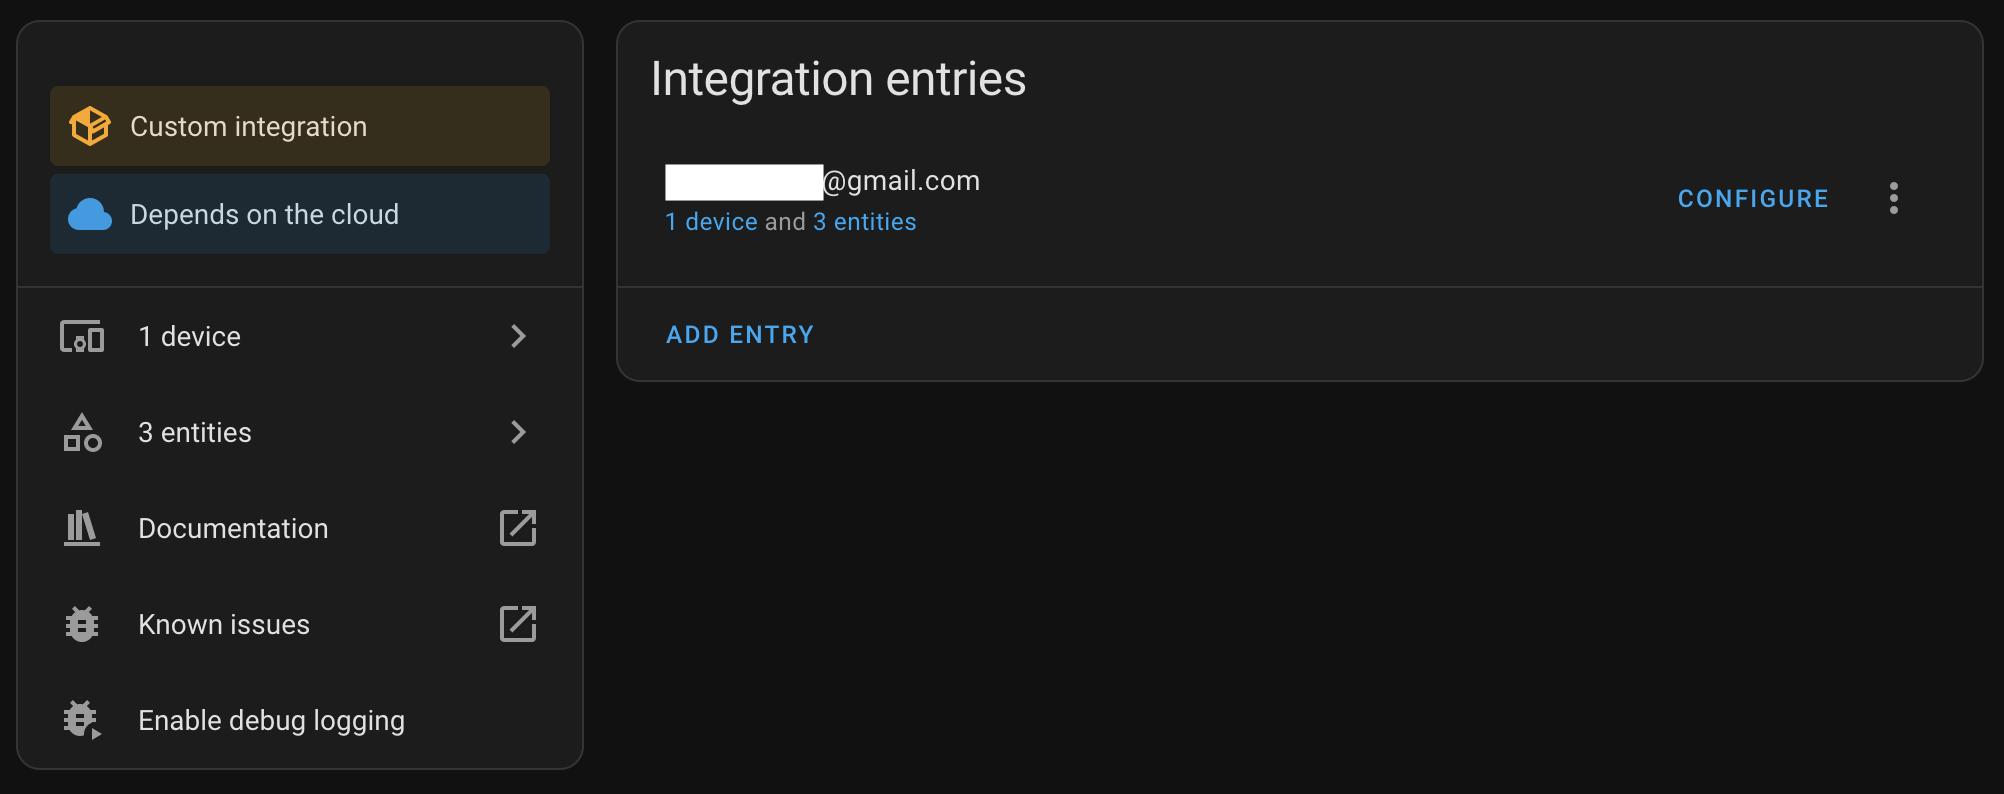 Custom integration
Depends on the cloud
1 device
3 entities
Documentation
Known issues
Enable debug logging
Integration entries
@gmail.com
1 device and 3 entities
CONFIGURE
ADD ENTRY